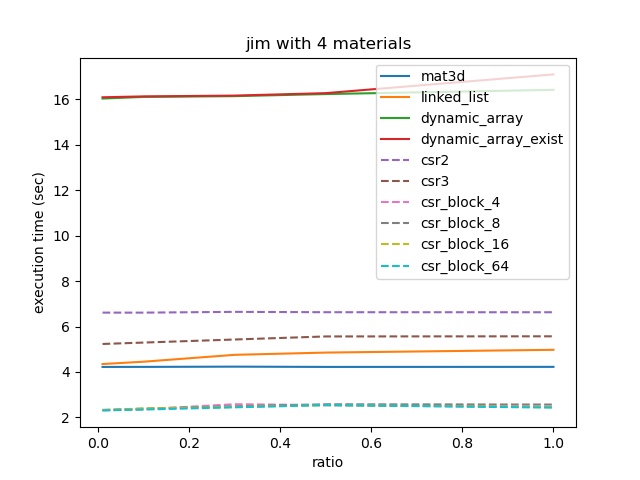 jim with 4 materials
execution time (sec)
16
14
12
10
8
6
4
2
mat3d
linked_list
dynamic_array
dynamic_array_exist
csr2
csr3
csr_block_4
csr_block_8
csr_block_16
csr_block_64
0.0 0.2 0.4 0.6 0.8 1.0
ratio